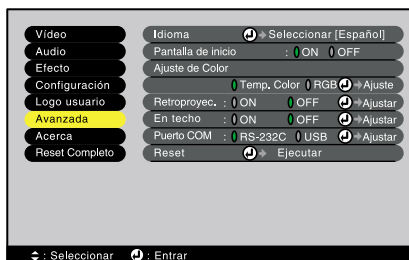 Vídeo
Audio
Efecto
Configuración
Logo usuario
Avanzada
Acerca
Reset Completo
Idioma Seleccionar [Español]
Pantalla de inicio : ON OFF
Ajuste de Color
Temp. Color RGB Ajuste
Retroproyec. : ON OFF Ajustar
En techo : ON OFF Ajustar
Puerto COM : RS-232C USB Ajustar
Reset Ejecutar
: Seleccionar : Entrar